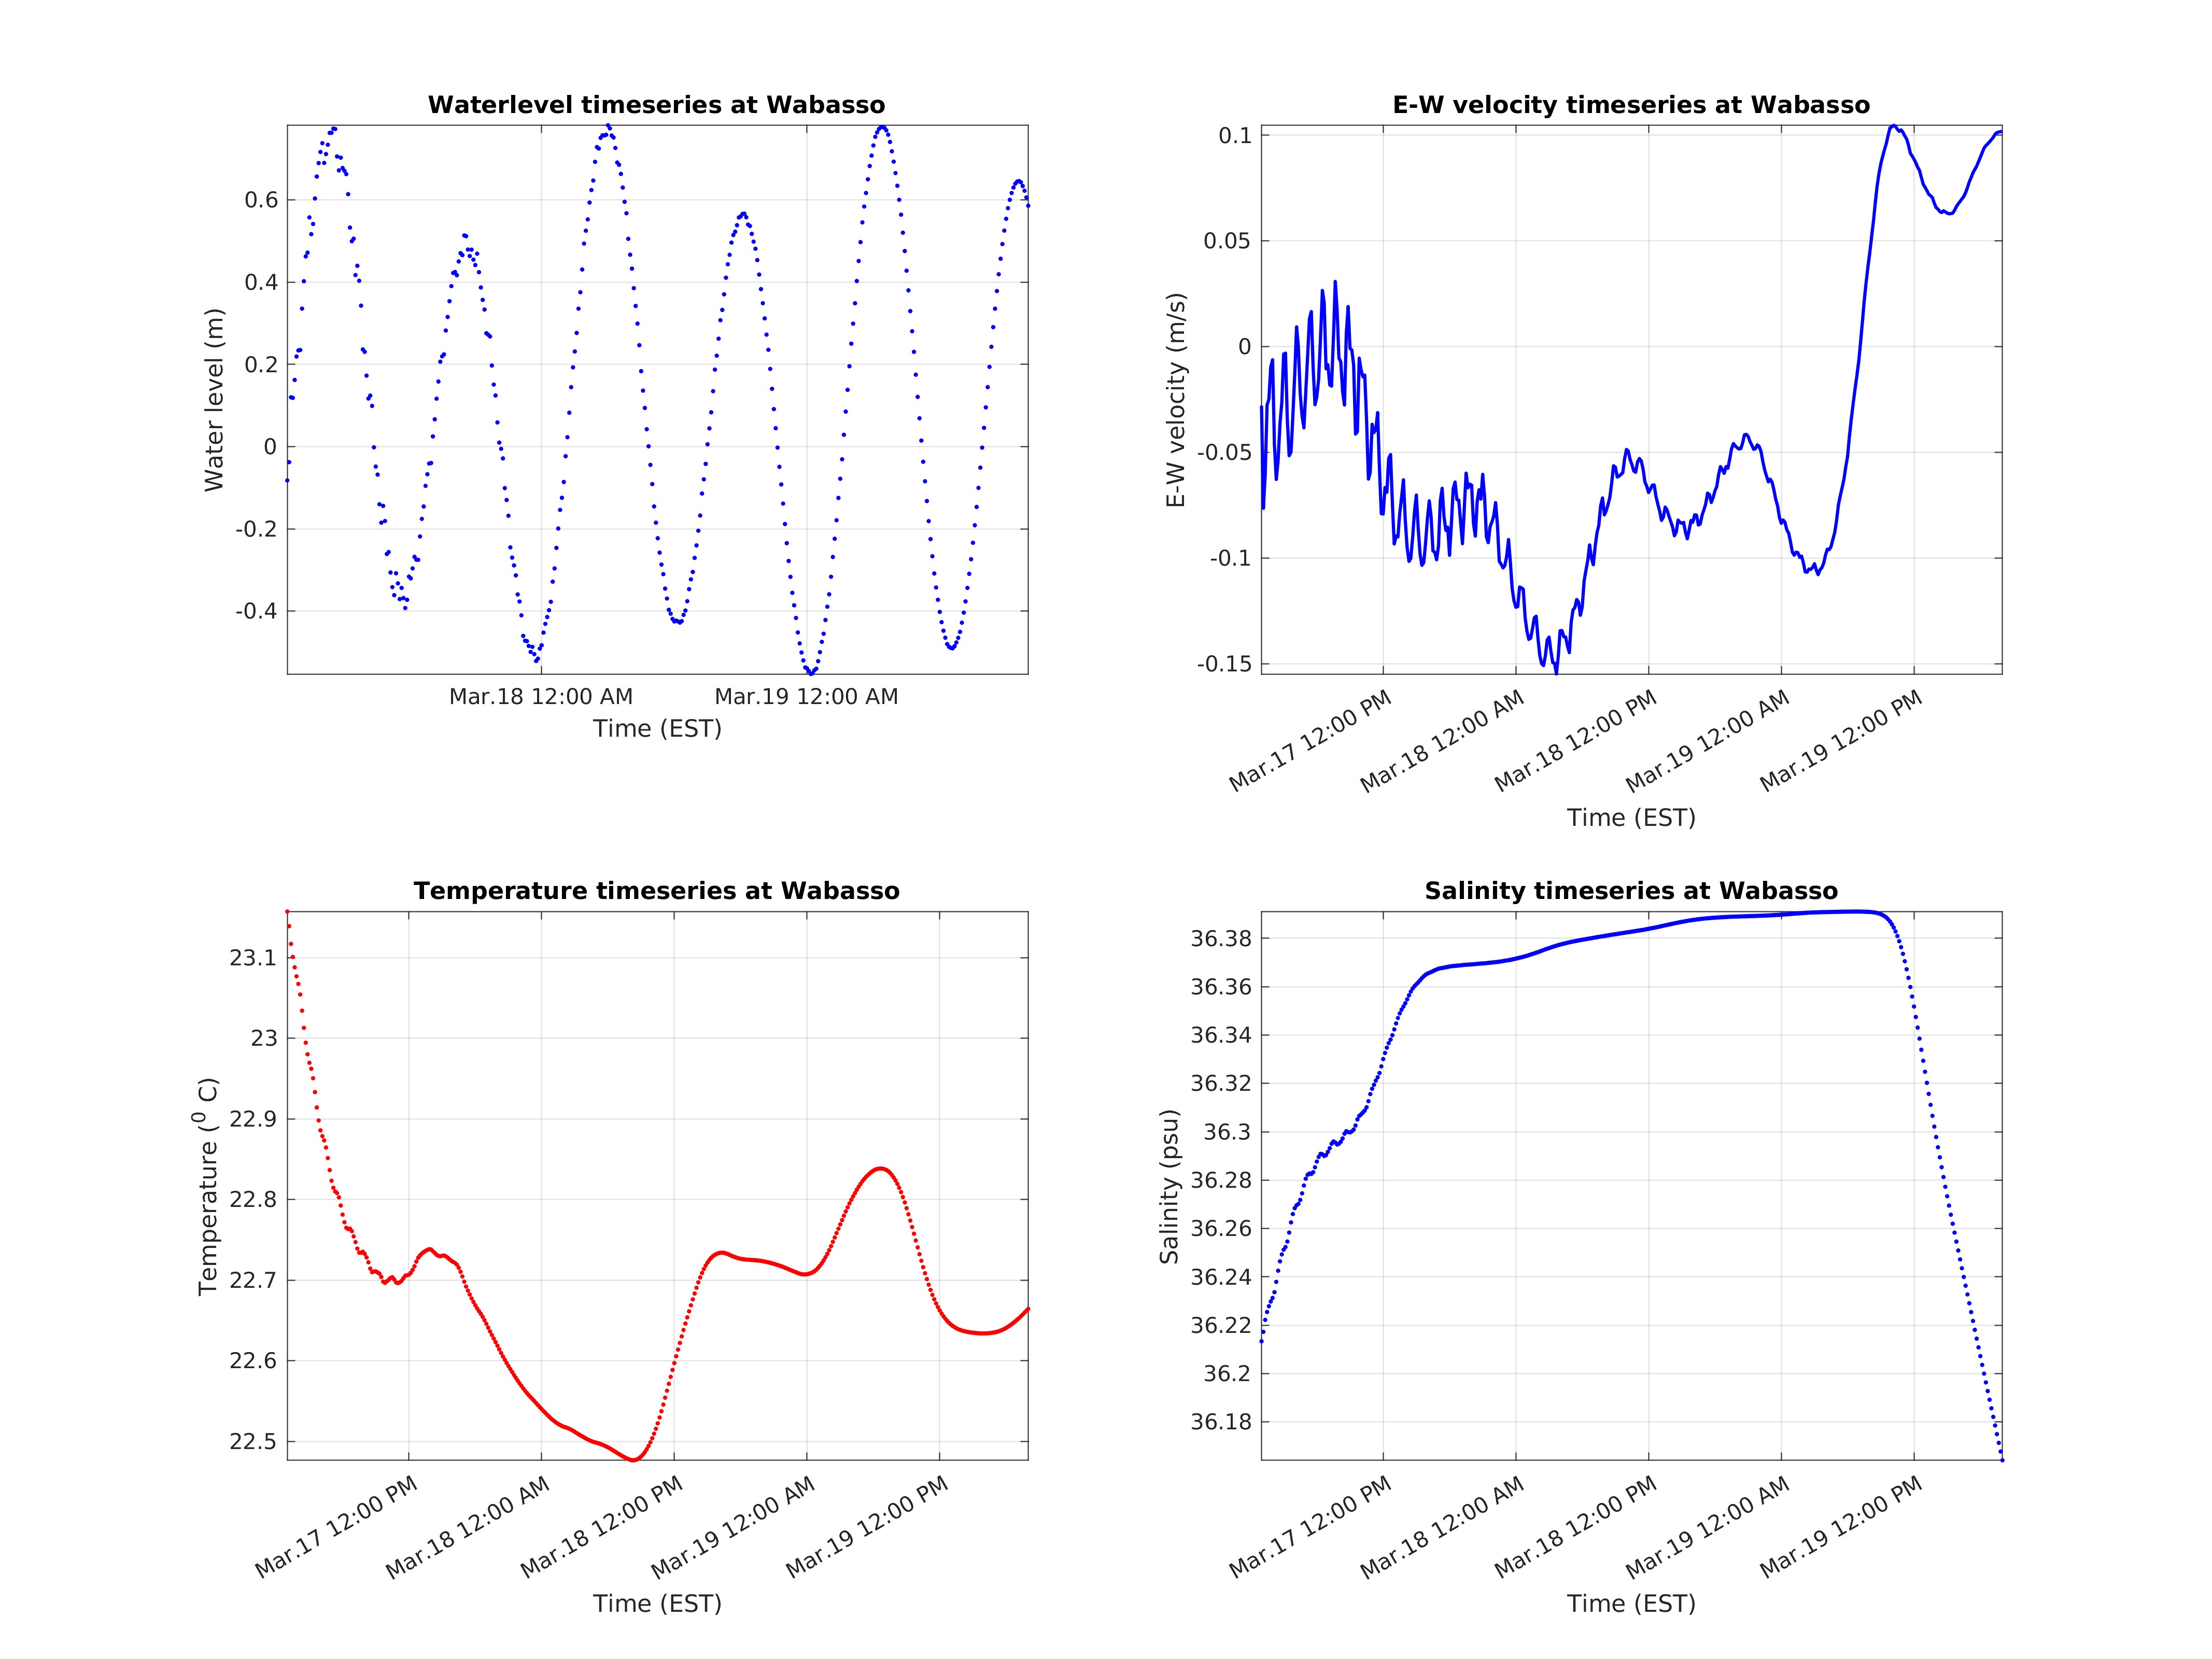 Waterlevel timeseries at Wabasso
0.6
0.4
0.2
0
-0.2
-0.4
Water level (m)
Mar.18 12:00 AM
Mar.19 12:00 AM
Time (EST)
E-W velocity timeseries at Wabasso
0.1
0.05
0
-0.05
-0.1
-0.15
E-W velocity (m/s)
Mar.17 12:00 PM
Mar.18 12:00 AM
Mar.18 12:00 PM
Mar.19 12:00 AM
Mar.19 12:00 PM
Time (EST)
Temperature timeseries at Wabasso
23.1
23
22.9
22.8
22.7
22.6
22.5
Temperature (⁰ C)
Mar.17 12:00 PM
Mar.18 12:00 AM
Mar.18 12:00 PM
Mar.19 12:00 AM
Mar.19 12:00 PM
Time (EST)
Salinity timeseries at Wabasso
36.38
36.36
36.34
36.32
36.3
36.28
36.26
36.24
36.22
36.2
36.18
Salinity (psu)
Mar.17 12:00 PM
Mar.18 12:00 AM
Mar.18 12:00 PM
Mar.19 12:00 AM
Mar.19 12:00 PM
Time (EST)